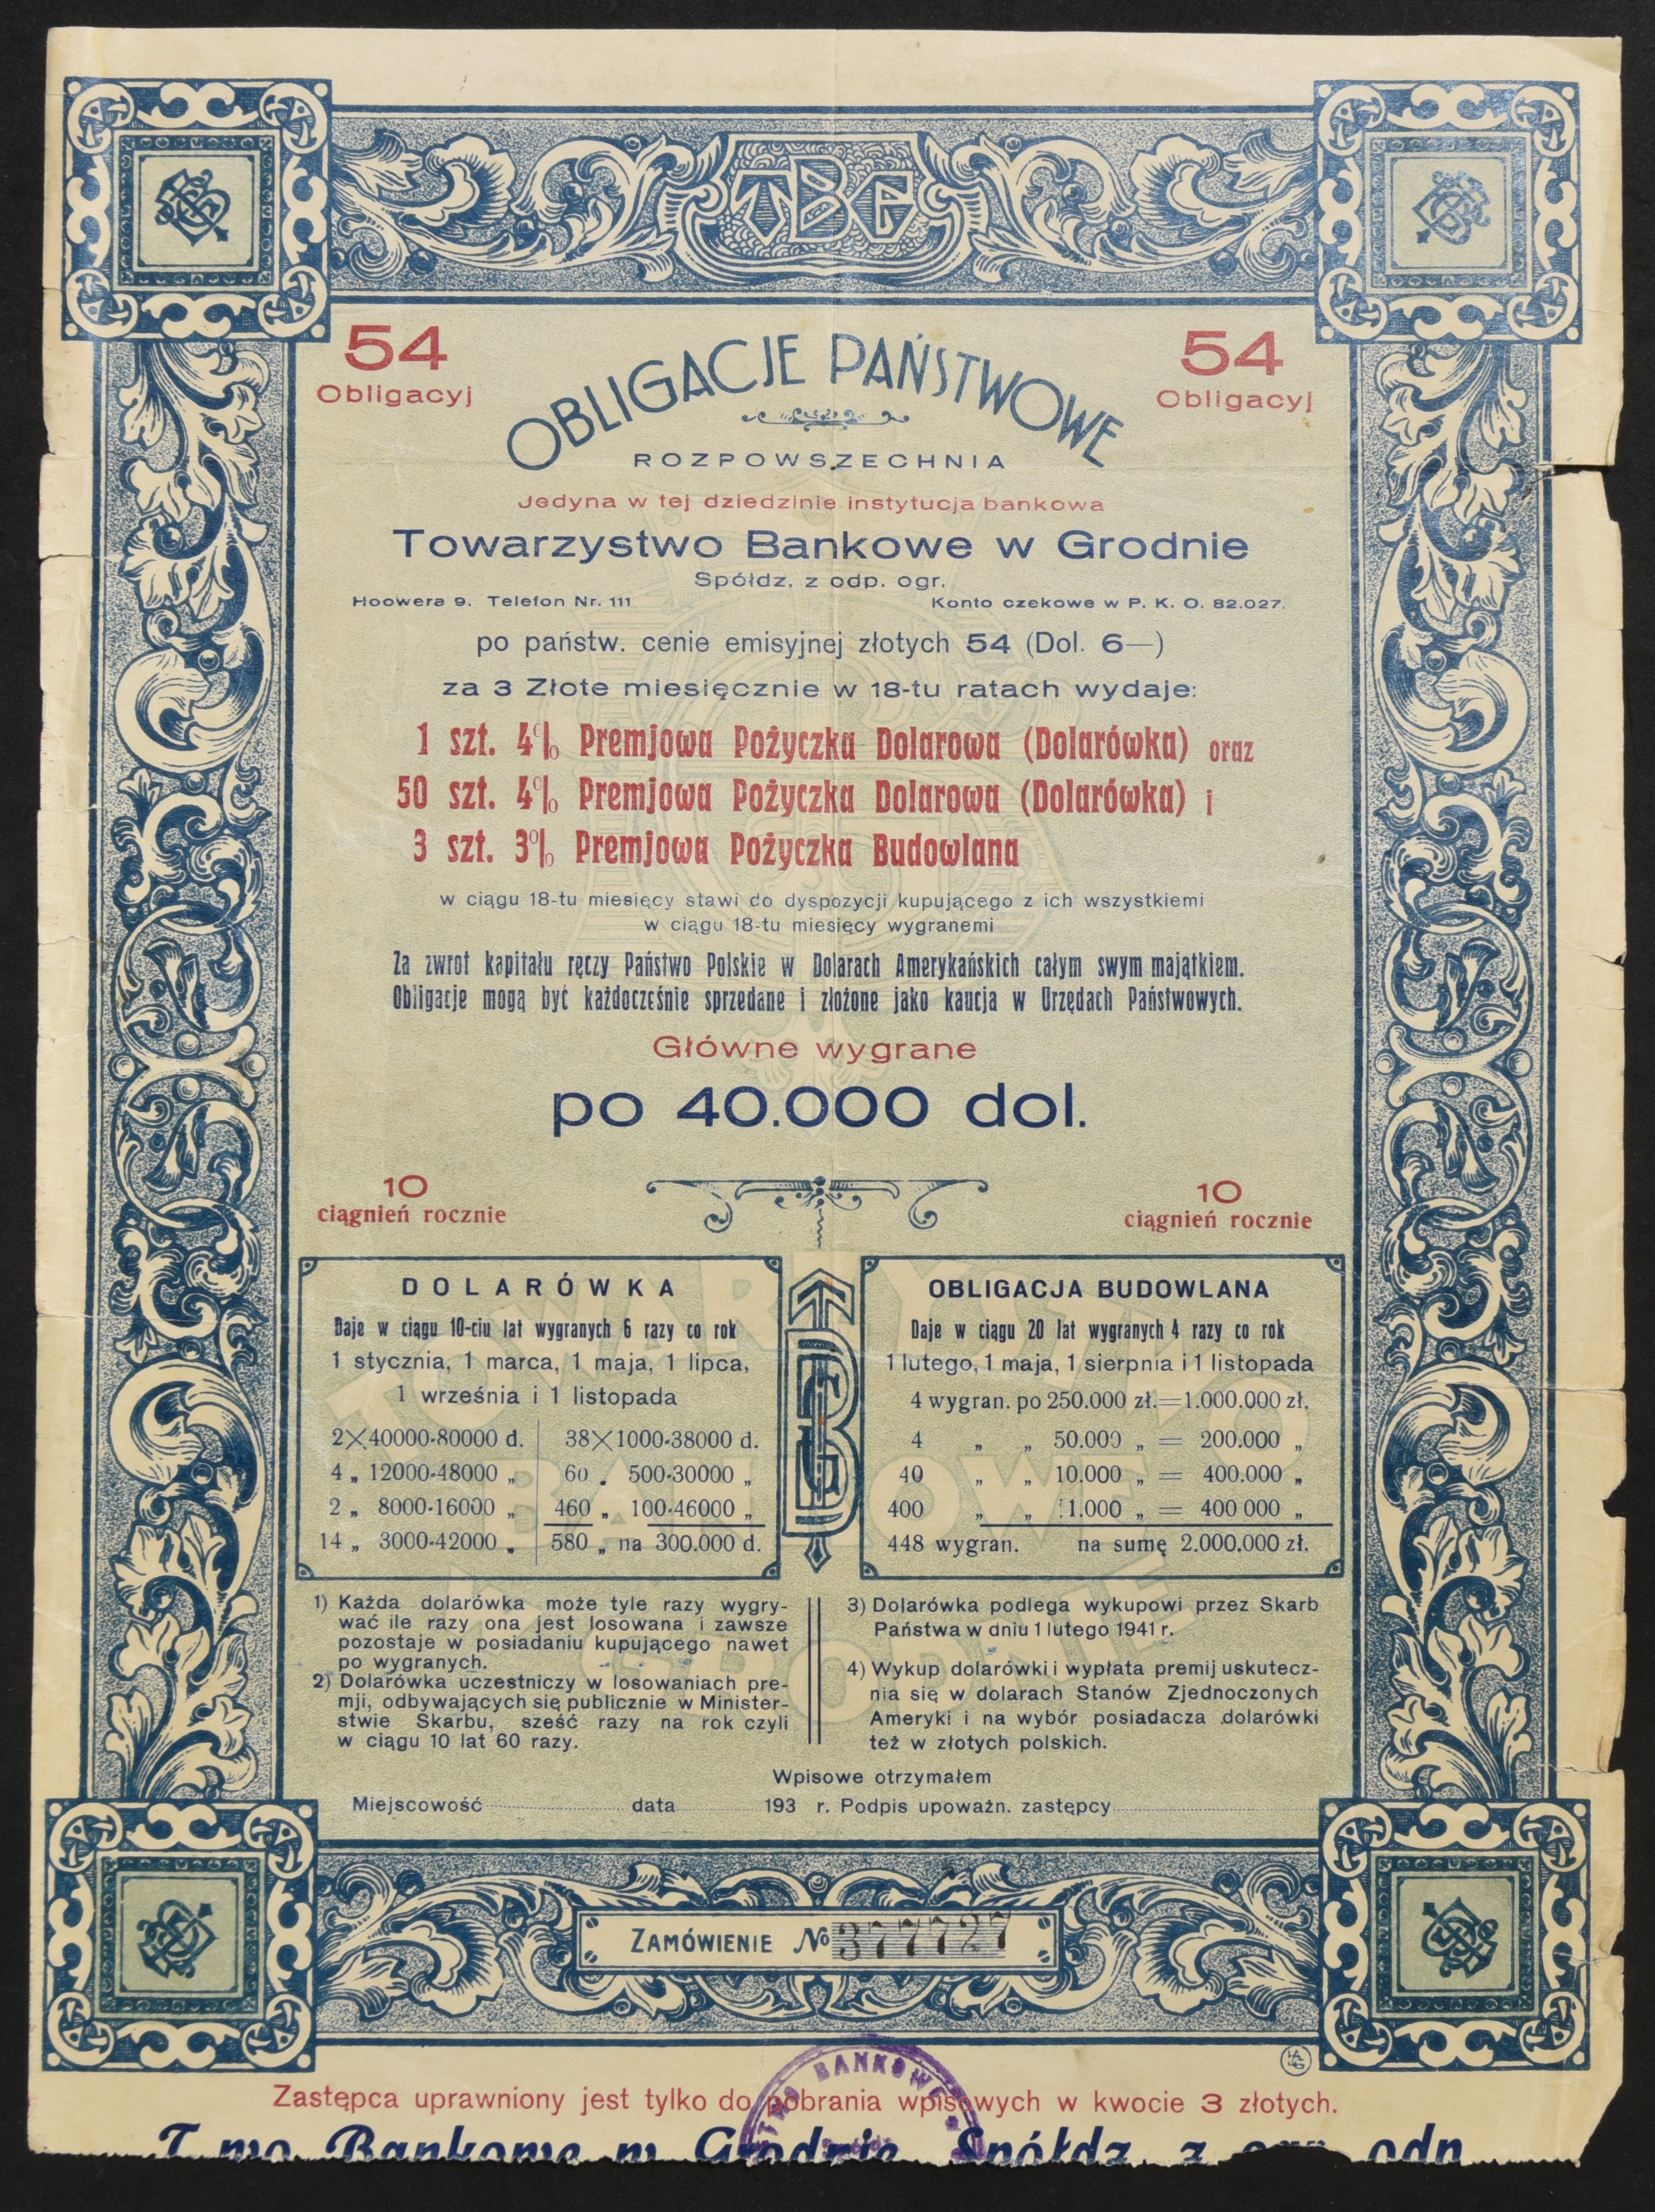 TBG
54
Obligacyj
54
Obligacyj
OBLIGACJE PAŃSTWOWE
ROZPOWSZECHNIA
Jedyna w tej dziedzinie instytucja bankowa
Towarzystwo Bankowe w Grodnie
Spółdz. z odp. ogr.
Hoowera 9. Telefon Nr. 111
Konto czekowe w P. K. O. 82.027.
po państw. cenie emisyjnej złotych 54 (Dol. 6—)
za 3 Złote miesięcznie w 18-tu ratach wydaje:
1 szt. 4% Premjowa Pożyczka Dolarowa (Dolarówka) oraz
50 szt. 4% Premjowa Pożyczka Dolarowa (Dolarówka) i
3 szt. 3% Premjowa Pożyczka Budowlana
w ciągu 18-tu miesięcy stawi do dyspozycji kupującego z ich wszystkiemi
w ciągu 18-tu miesięcy wygranemi
Za zwrot kapitału ręczy Państwo Polskie w Dolarach Amerykańskich całym swym majątkiem.
Obligacje mogą być każdocześnie sprzedane i złożone jako kaucja w Urzędach Państwowych.
Główne wygrane
po 40.000 dol.
10
ciągnień rocznie
10
ciągnień rocznie
DOLARÓWKA
Daje w ciągu 10-ciu lat wygranych 6 razy co rok
1 stycznia, 1 marca, 1 maja, 1 lipca,
1 września i 1 listopada
2×40000-80000 d. 38×1000-38000 d.
4 „ 12000-48000 „ 60 „ 500-30000 „
2 „ 8000-16000 „ 460 „ 100-46000 „
14 „ 3000-42000 „ 580 „ na 300.000 d.
OBLIGACJA BUDOWLANA
Daje w ciągu 20 lat wygranych 4 razy co rok
1 lutego, 1 maja, 1 sierpnia i 1 listopada
4 wygran. po 250.000 zł.=1.000.000 zł.
4 „ „ 50.000 „ = 200.000 „
40 „ „ 10.000 „ = 400.000 „
400 „ „ 1.000 „ = 400 000 „
448 wygran. na sumę 2.000.000 zł.
TOWARZYSTWO
BANKOWE
W GRODNIE
1) Każda dolarówka może tyle razy wygry-
wać ile razy ona jest losowana i zawsze
pozostaje w posiadaniu kupującego nawet
po wygranych.
2) Dolarówka uczestniczy w losowaniach pre-
mji, odbywających się publicznie w Minister-
stwie Skarbu, sześć razy na rok czyli
w ciągu 10 lat 60 razy.
3) Dolarówka podlega wykupowi przez Skarb
Państwa w dniu 1 lutego 1941 r.
4) Wykup dolarówki i wypłata premij uskutecz-
nia się w dolarach Stanów Zjednoczonych
Ameryki i na wybór posiadacza dolarówki
też w złotych polskich.
Wpisowe otrzymałem
Miejscowość data 193 r. Podpis upoważn. zastępcy
ZAMÓWIENIE № 377727
Zastępca uprawniony jest tylko do pobrania wpisowych w kwocie 3 złotych.
T-wo Bankowe w Grodnie, Spółdz. z ogr. odp.